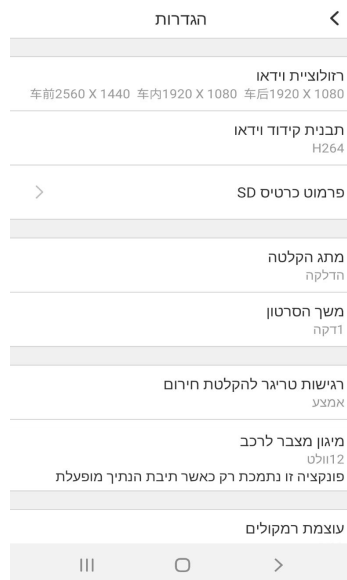 הגדרות
רזולוציית וידאו
车前2560 X 1440 车内1920 X 1080 车后1920 X 1080
תבנית קידוד וידאו
H264
פרמוט כרטיס SD
מתג הקלטה
הדלקה
משך הסרטון
1דקה
רגישות טריגר להקלטת חירום
אמצע
מיגון מצבר לרכב
12וולט
פונקציה זו נתמכת רק כאשר תיבת הנתיך מופעלת
עוצמת רמקולים